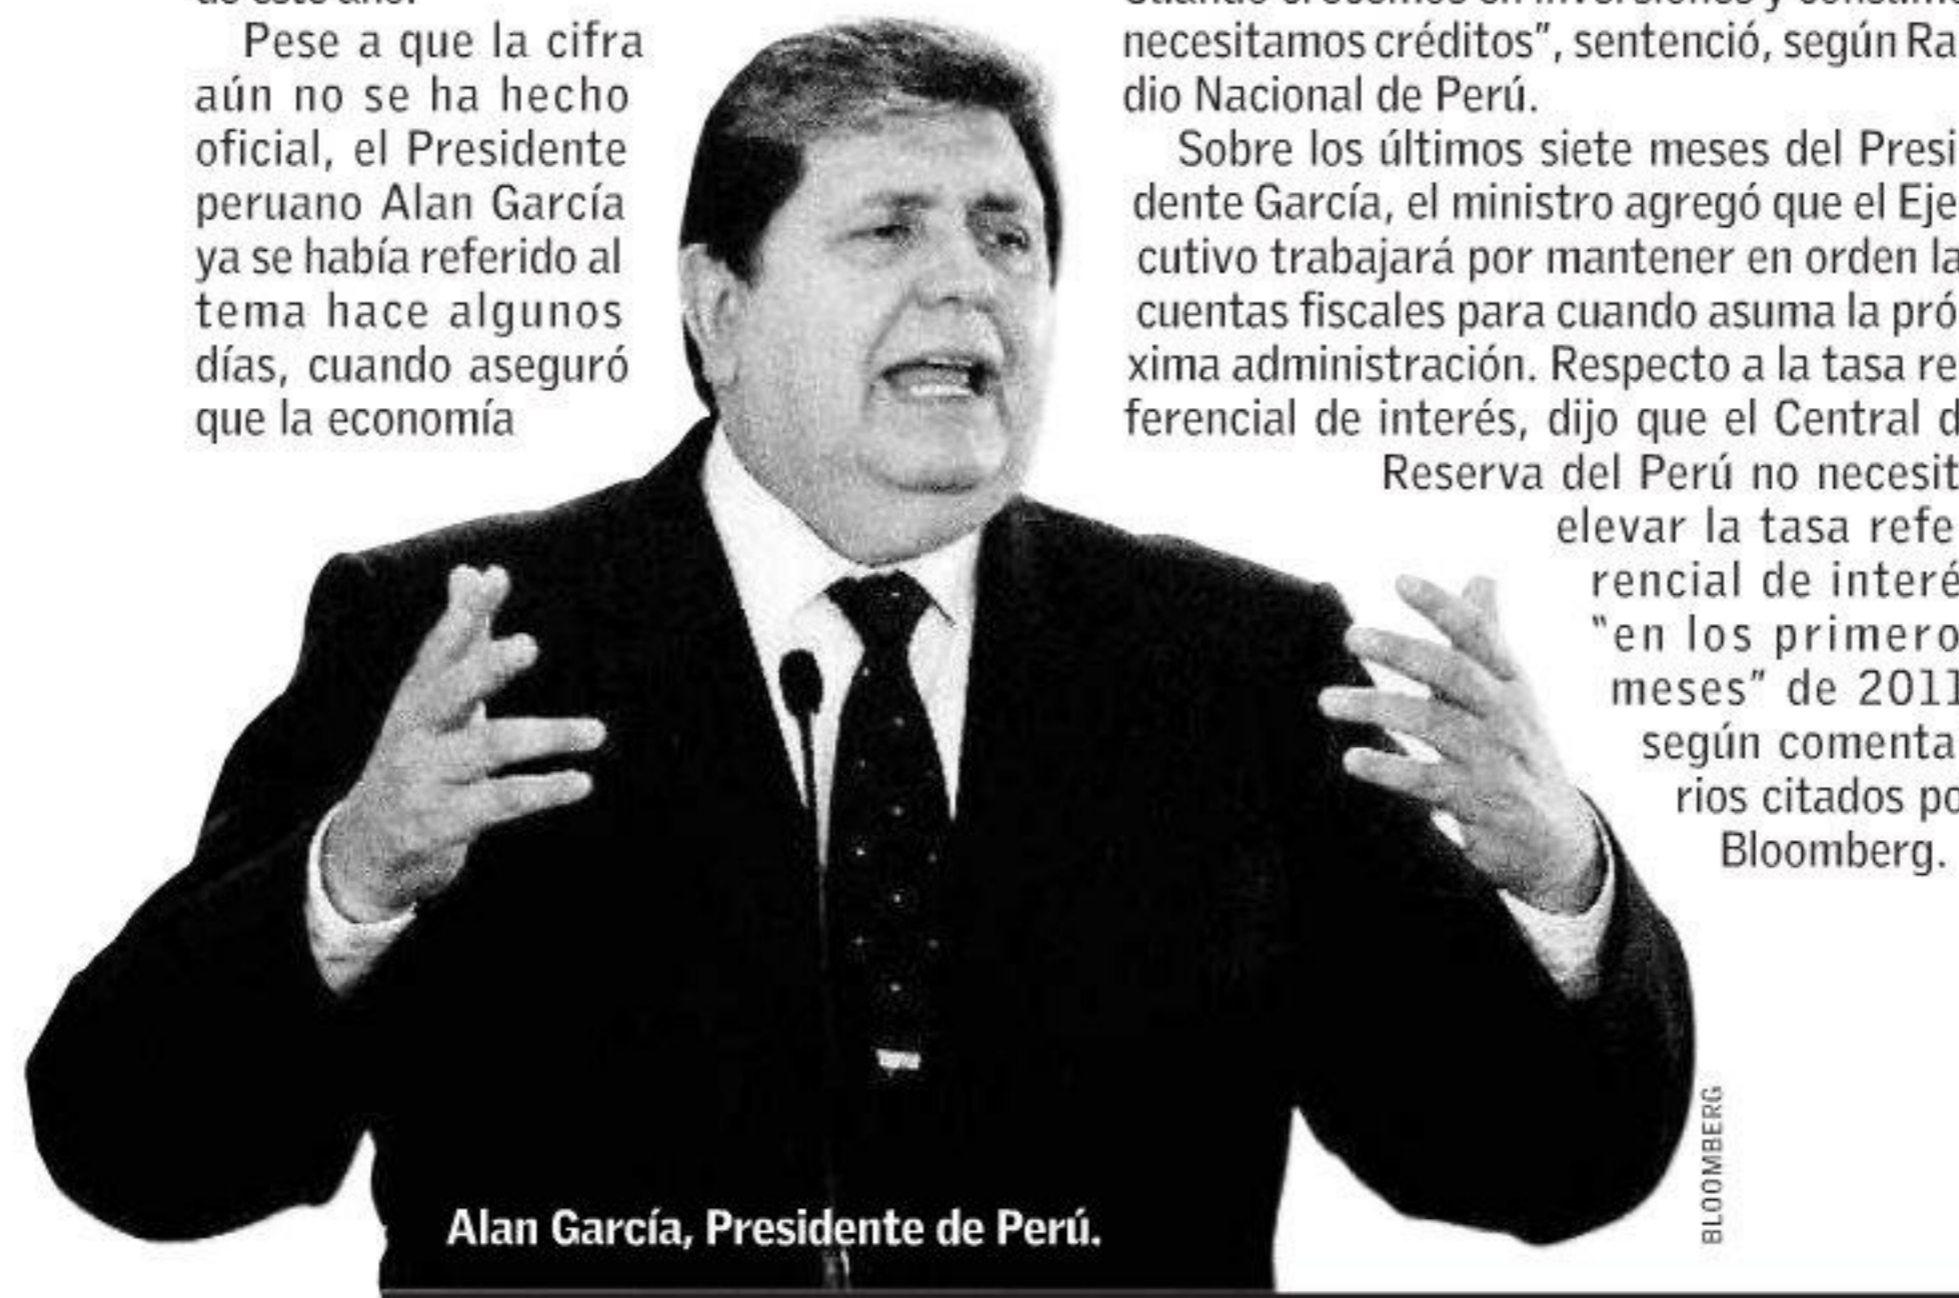 de este año.
Pese a que la cifra
aún no se ha hecho
oficial, el Presidente
peruano Alan García
ya se había referido al
tema hace algunos
días, cuando aseguró
que la economía
necesitamos créditos”, sentenció, según Ra
dio Nacional de Perú.
Sobre los últimos siete meses del Presi
dente García, el ministro agregó que el Eje
cutivo trabajará por mantener en orden la
cuentas fiscales para cuando asuma la pró
xima administración. Respecto a la tasa re
ferencial de interés, dijo que el Central d
Reserva del Perú no necesit
elevar la tasa refe
rencial de interé
“en los primero
meses” de 2011
según comenta
rios citados po
Bloomberg.
BLOOMBERG
Alan García, Presidente de Perú.